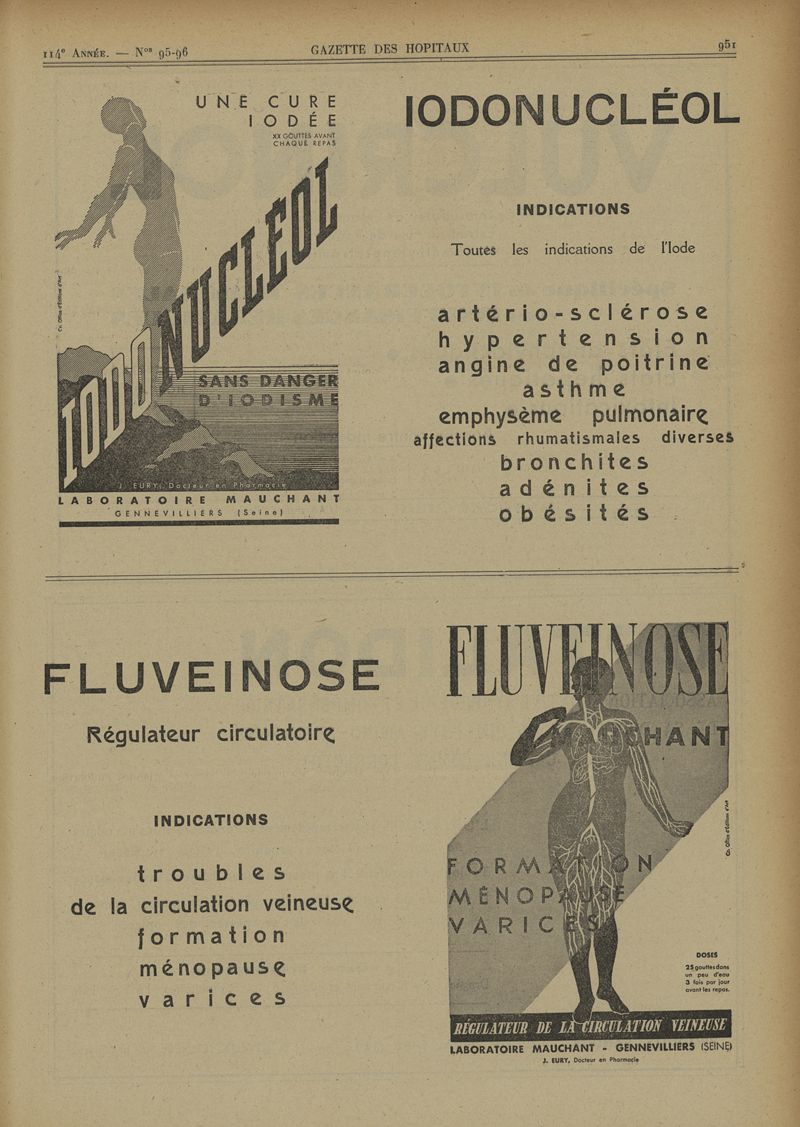 114e ANNÉE. — Nos 95-96
GAZETTE DES HOPITAUX
951
UNE CURE
IODÉE
XX GOUTTES AVANT
CHAQUE REPAS
IODONUCLÉOL
SANS DANGER
D'IODISME
J. EURY, Docteur en Pharmacie
LABORATOIRE MAUCHANT
GENNEVILLIERS (Seine)
IODONUCLÉOL
INDICATIONS
Toutes les indications de l'Iode
artério-sclérose
hypertension
angine de poitrine
asthme
emphysème pulmonaire
affections rhumatismales diverses
bronchites
adénites
obésités
FLUVEINOSE
Régulateur circulatoire
INDICATIONS
troubles
de la circulation veineuse
formation
ménopause
varices
FLUVEINOSE
MAUCHANT
FORMATION
MÉNOPAUSE
VARICES
DOSES
25 gouttes dans
un peu d'eau
3 fois par jour
avant les repas.
RÉGULATEUR DE LA CIRCULATION VEINEUSE
LABORATOIRE MAUCHANT - GENNEVILLIERS (SEINE)
J. EURY, Docteur en Pharmacie